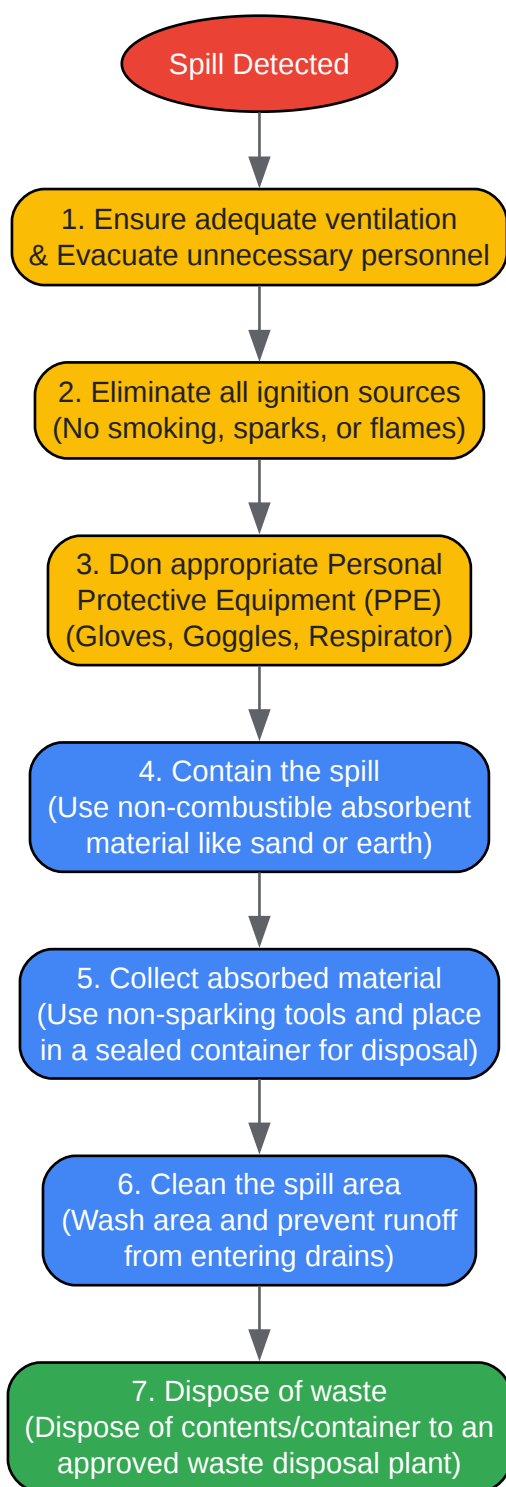 Spill Detected
1. Ensure adequate ventilation
& Evacuate unnecessary personnel
2. Eliminate all ignition sources
(No smoking, sparks, or flames)
3. Don appropriate Personal
Protective Equipment (PPE)
(Gloves, Goggles, Respirator)
4. Contain the spill
(Use non-combustible absorbent
material like sand or earth)
5. Collect absorbed material
(Use non-sparking tools and place
in a sealed container for disposal)
6. Clean the spill area
(Wash area and prevent runoff
from entering drains)
7. Dispose of waste
(Dispose of contents/container to an
approved waste disposal plant)